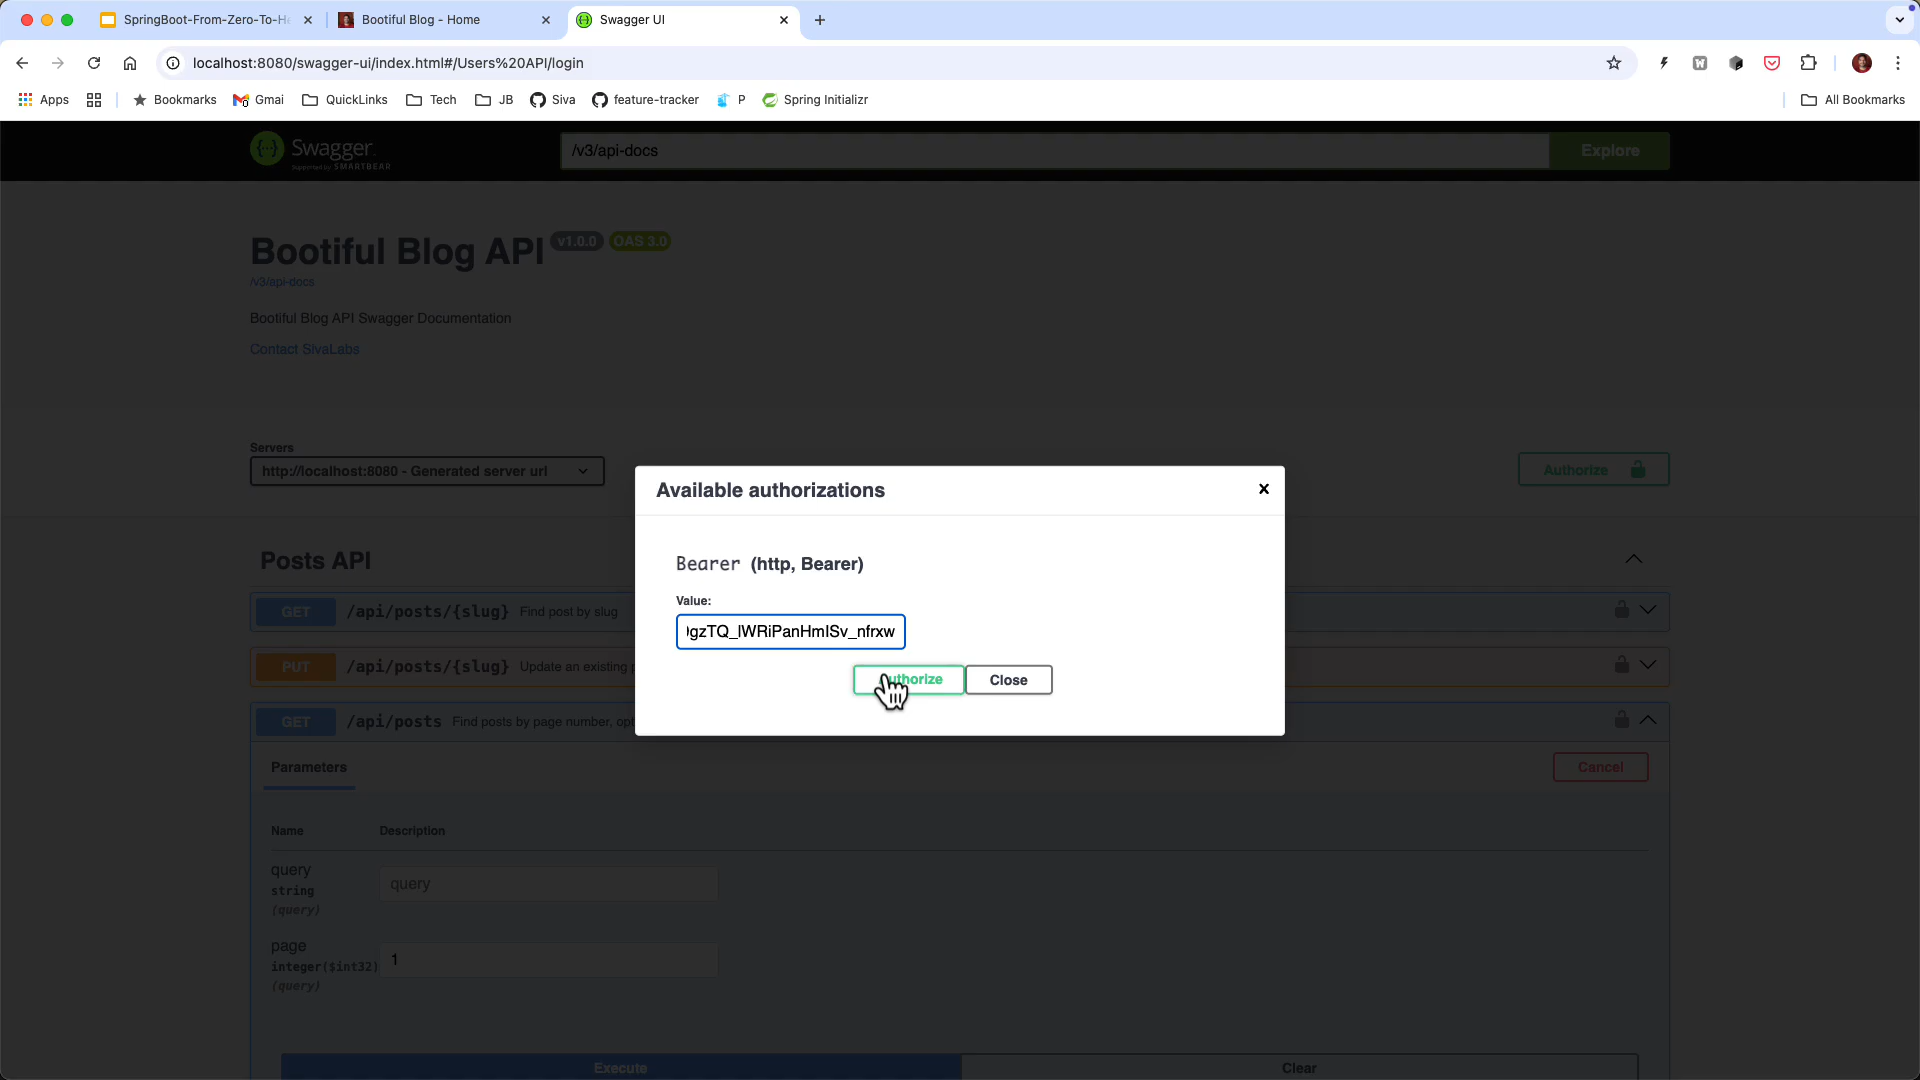 SpringBoot-From-Zero-To-He
Bootiful Blog - Home
Swagger UI
localhost:8080/swagger-ui/index.html#/Users%20API/login
Apps
Bookmarks
Gmai
QuickLinks
Tech
JB
Siva
feature-tracker
P
Spring Initializr
All Bookmarks
Swagger
Supported by SMARTBEAR
/v3/api-docs
Explore
Bootiful Blog API v1.0.0 OAS 3.0
/v3/api-docs
Bootiful Blog API Swagger Documentation
Contact SivaLabs
Servers
http://localhost:8080 - Generated server url
Authorize
Available authorizations
Bearer (http, Bearer)
Value:
gzTQ_lWRiPanHmISv_nfrxw
Authorize
Close
Posts API
GET /api/posts/{slug} Find post by slug
PUT /api/posts/{slug} Update an existing
GET /api/posts Find posts by page number,
Parameters
Cancel
Name Description
query
string
(query)
query
page
integer($int32)
(query)
1
Execute
Clear